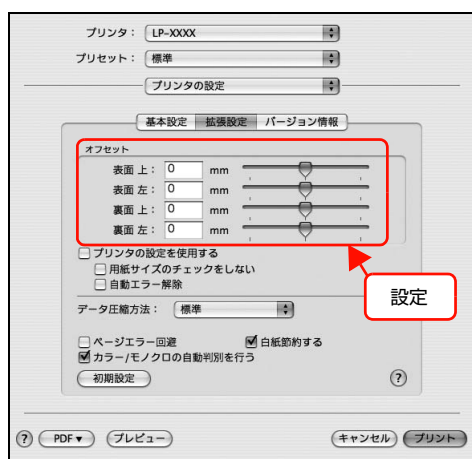 プリンタ： LP-XXXX
プリセット： 標準
プリンタの設定
基本設定 拡張設定 バージョン情報
オフセット
表面 上： 0 mm
表面 左： 0 mm
裏面 上： 0 mm
裏面 左： 0 mm
プリンタの設定を使用する
用紙サイズのチェックをしない
自動エラー解除
設定
データ圧縮方法： 標準
ページエラー回避 白紙節約する
カラー/モノクロの自動判別を行う
初期設定 ?
? PDF▼ プレビュー キャンセル プリント